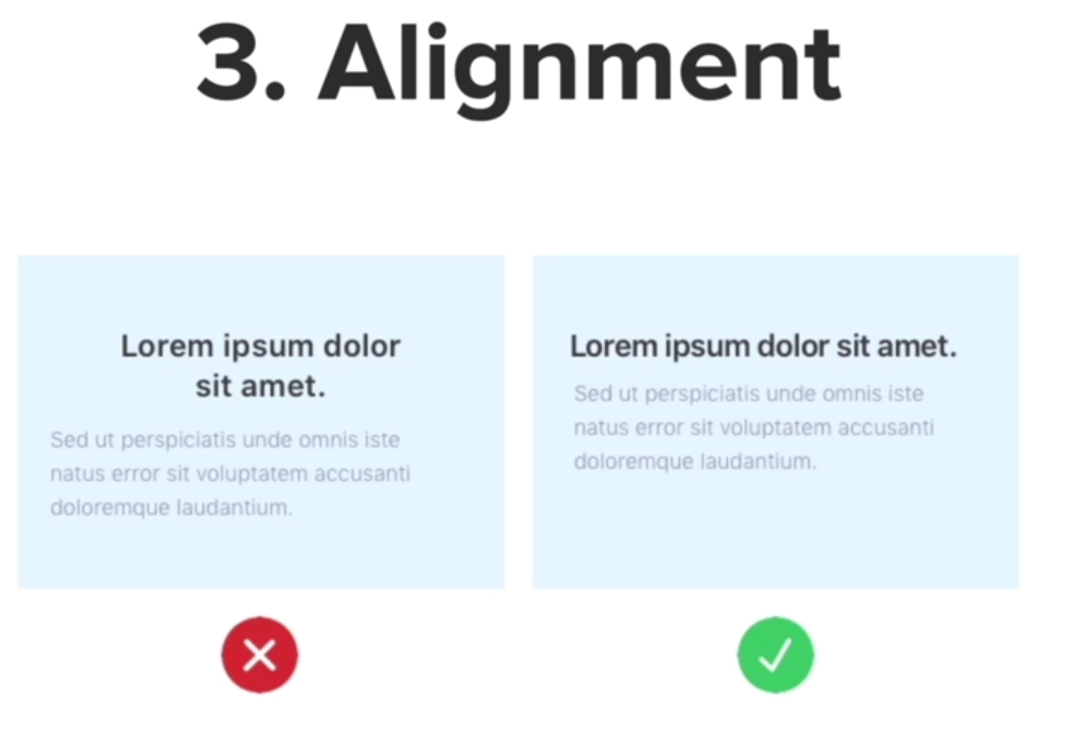 3. Alignment
Lorem ipsum dolor
sit amet.
Sed ut perspiciatis unde omnis iste
natus error sit voluptatem accusanti
doloremque laudantium.
Lorem ipsum dolor sit amet.
Sed ut perspiciatis unde omnis iste
natus error sit voluptatem accusanti
doloremque laudantium.